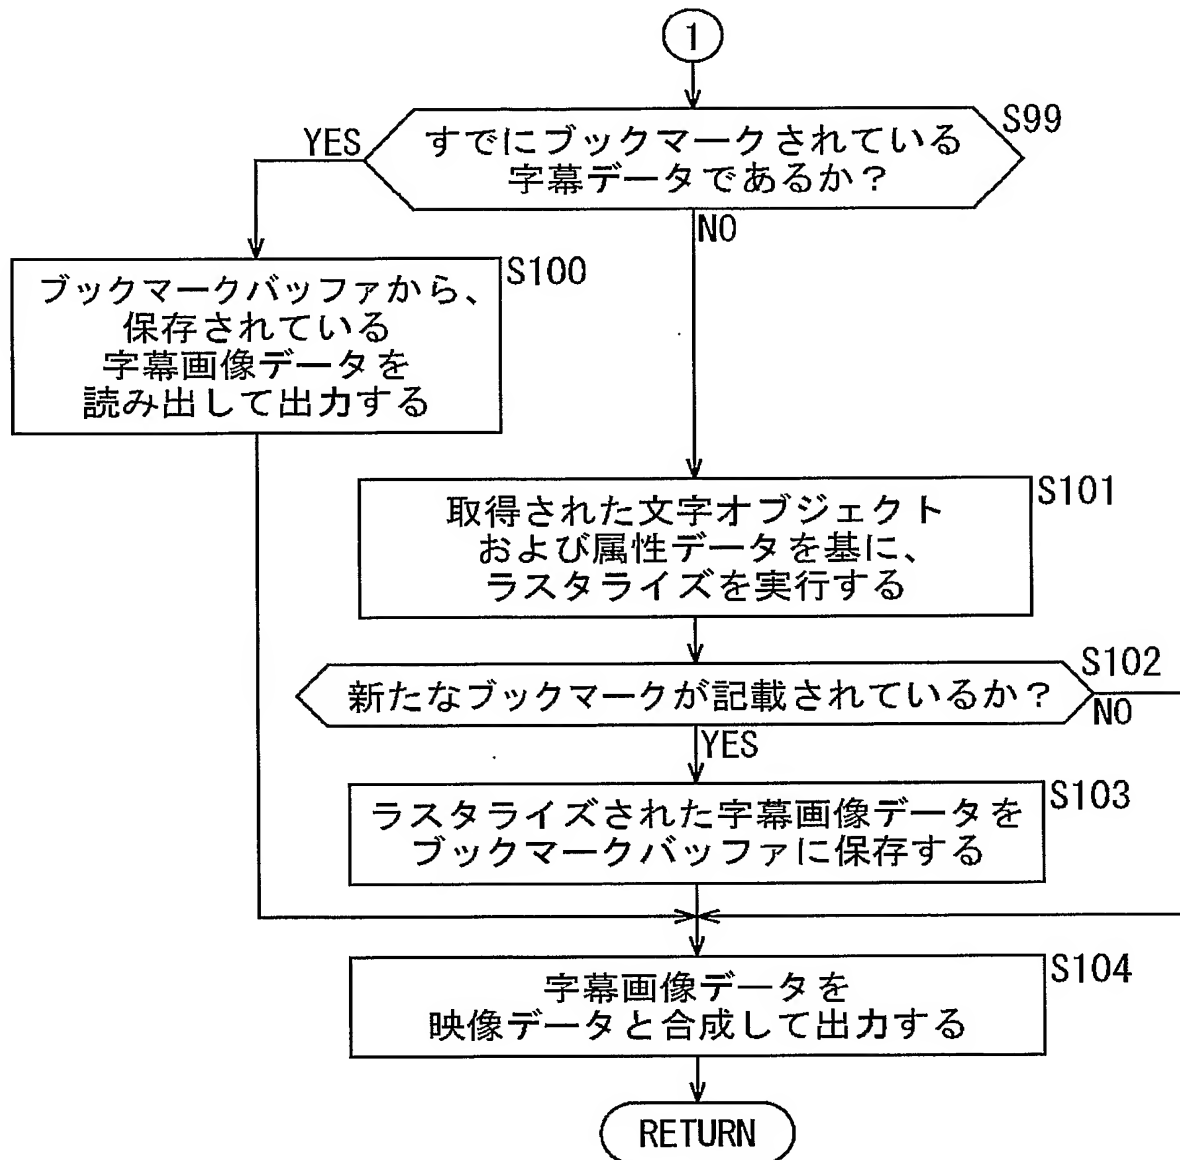 1
すでにブックマークされている
字幕データであるか?
S99
YES
NO
ブックマークバッファから、
保存されている
字幕画像データを
読み出して出力する
S100
取得された文字オブジェクト
および属性データを基に、
ラスタライズを実行する
S101
新たなブックマークが記載されているか?
S102
NO
YES
ラスタライズされた字幕画像データを
ブックマークバッファに保存する
S103
字幕画像データを
映像データと合成して出力する
S104
RETURN